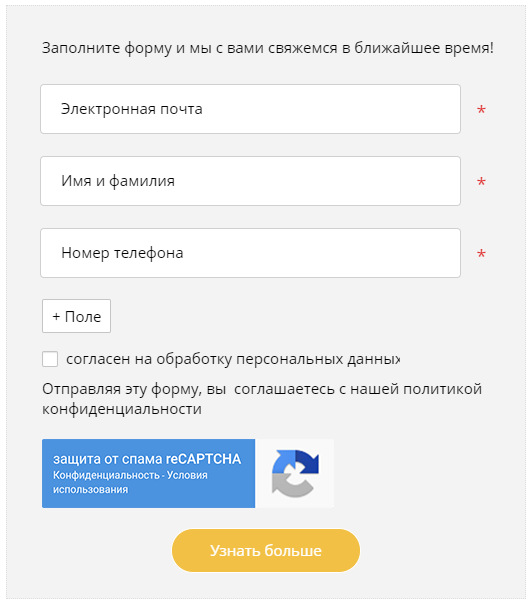 Заполните форму и мы с вами свяжемся в ближайшее время!
Электронная почта
*
Имя и фамилия
*
Номер телефона
*
+ Поле
согласен на обработку персональных данных
Отправляя эту форму, вы соглашаетесь с нашей политикой
конфиденциальности
защита от спама reCAPTCHA
Конфиденциальность - Условия
использования
Узнать больше